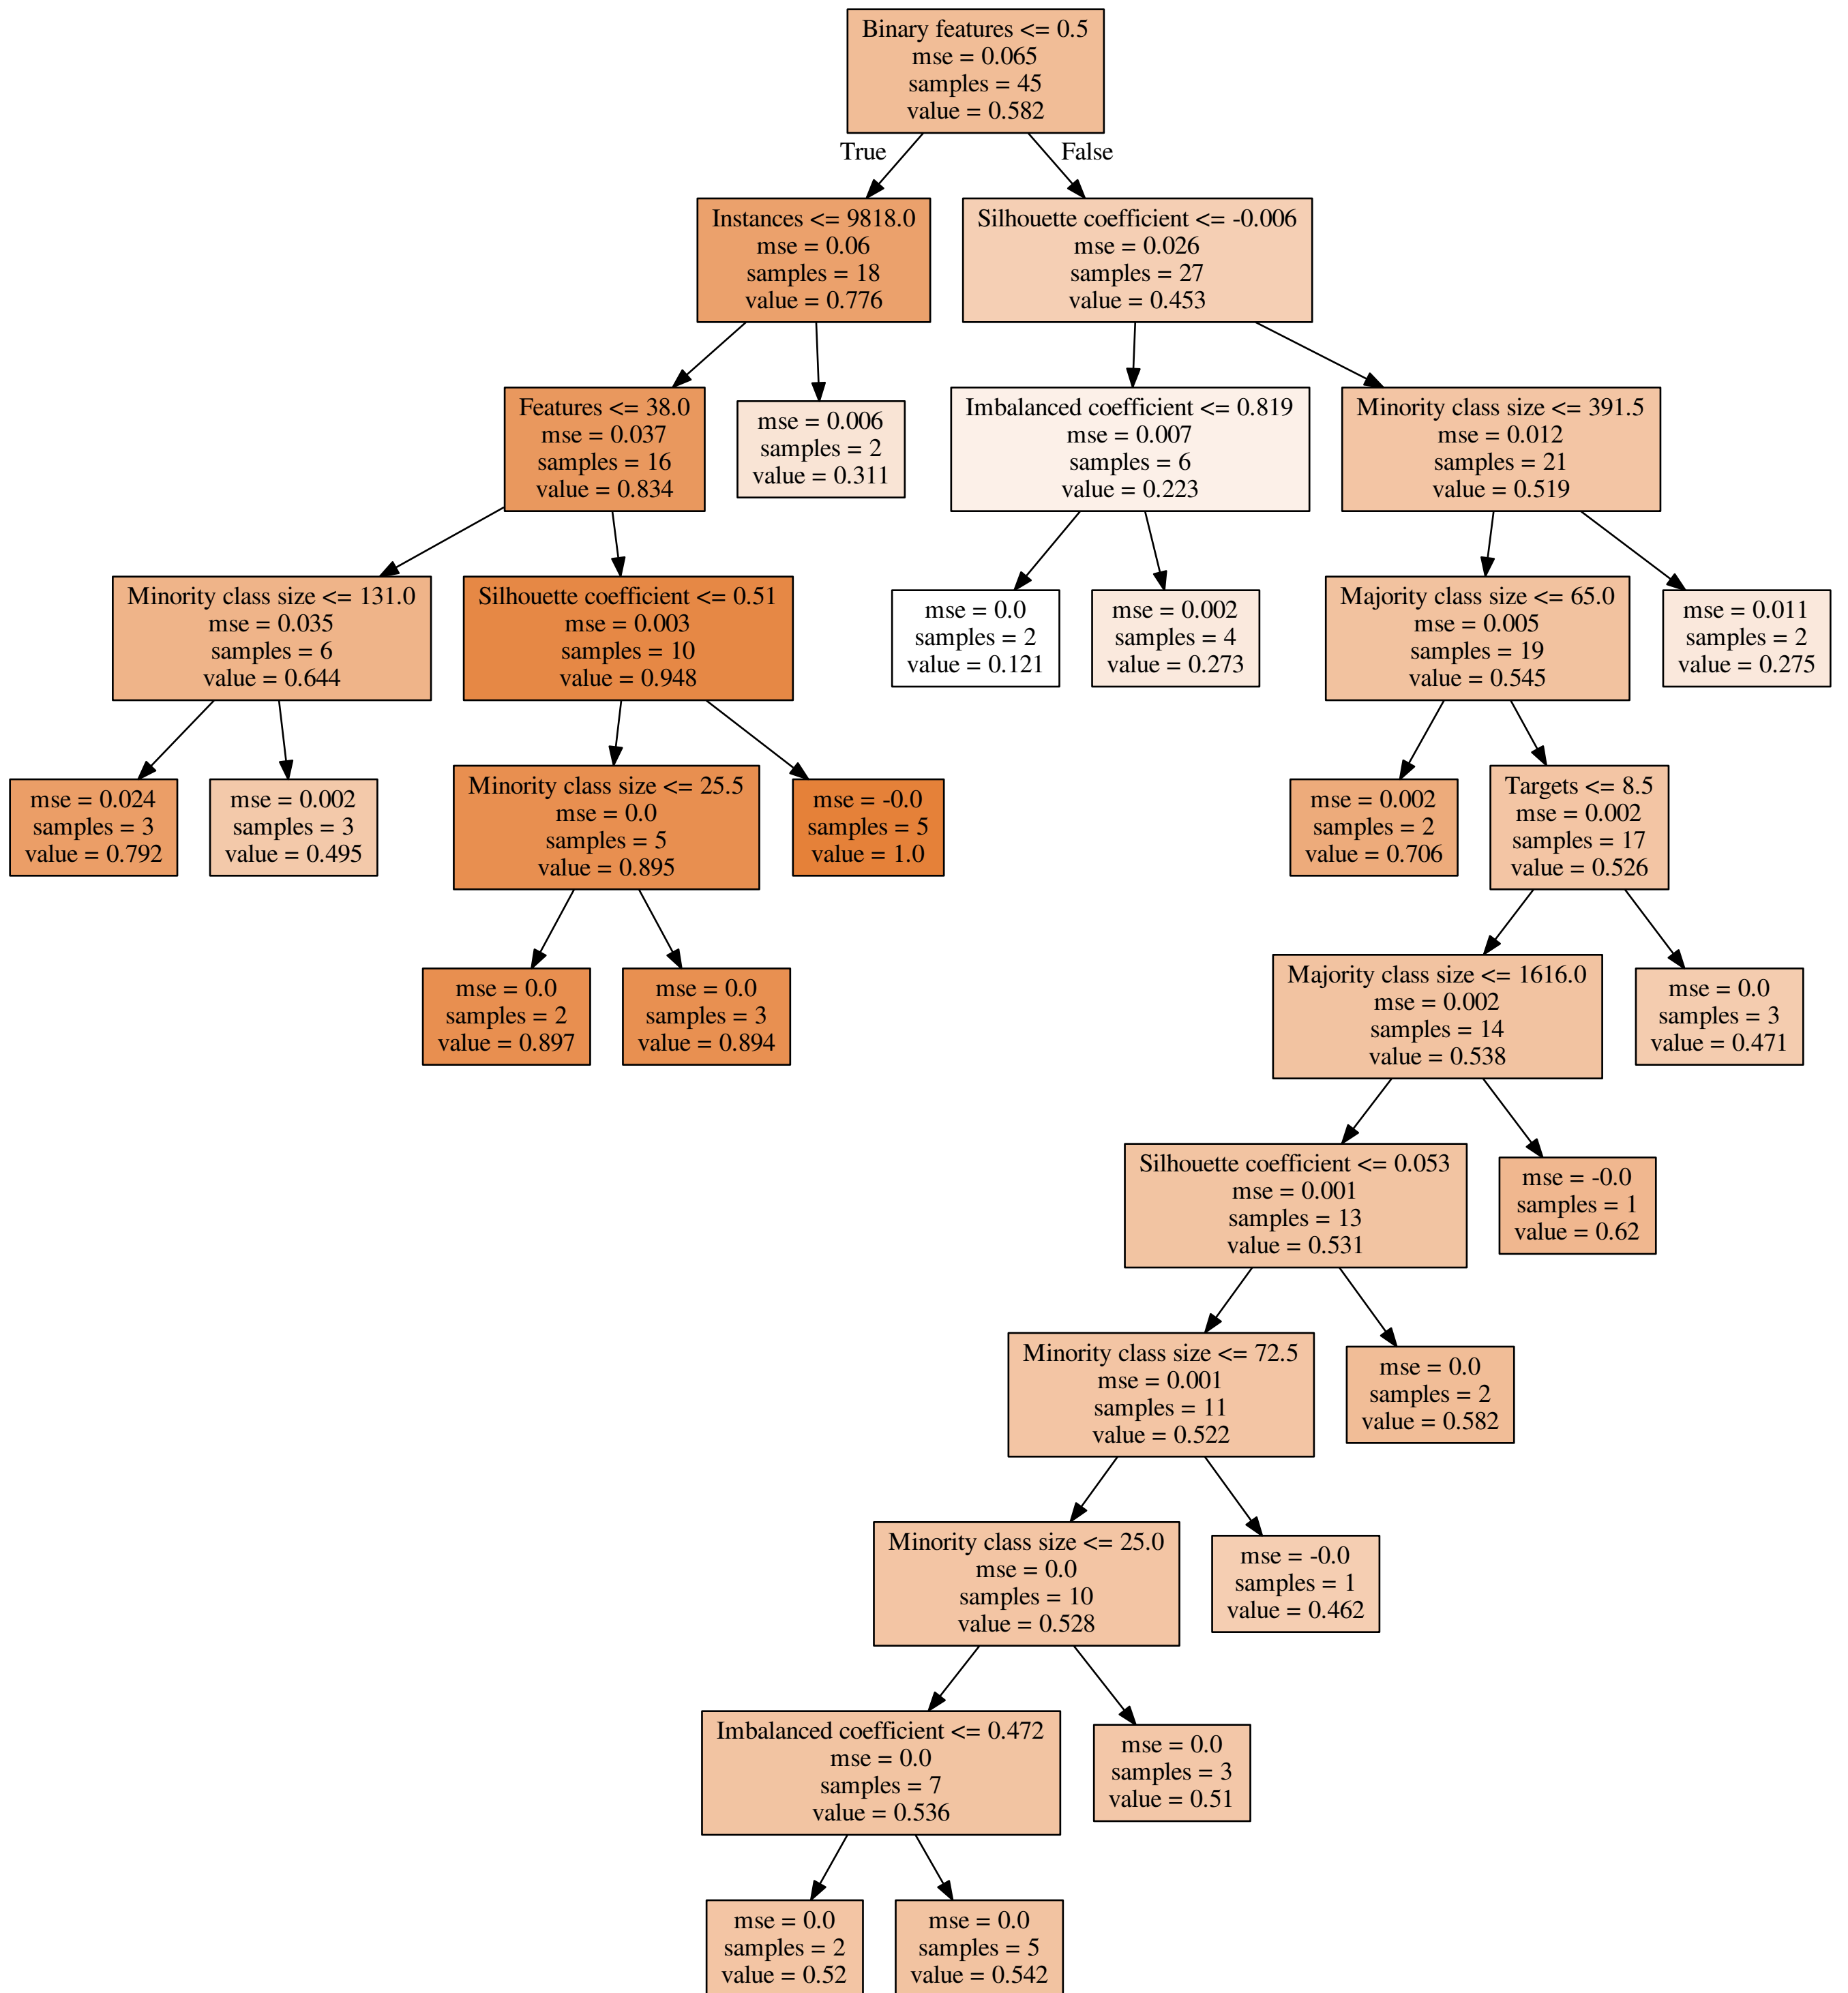 Binary features <= 0.5
mse = 0.065
samples = 45
value = 0.582
True
False
Instances <= 9818.0
mse = 0.06
samples = 18
value = 0.776
Silhouette coefficient <= -0.006
mse = 0.026
samples = 27
value = 0.453
Features <= 38.0
mse = 0.037
samples = 16
value = 0.834
mse = 0.006
samples = 2
value = 0.311
Imbalanced coefficient <= 0.819
mse = 0.007
samples = 6
value = 0.223
Minority class size <= 391.5
mse = 0.012
samples = 21
value = 0.519
Minority class size <= 131.0
mse = 0.035
samples = 6
value = 0.644
Silhouette coefficient <= 0.51
mse = 0.003
samples = 10
value = 0.948
mse = 0.0
samples = 2
value = 0.121
mse = 0.002
samples = 4
value = 0.273
Majority class size <= 65.0
mse = 0.005
samples = 19
value = 0.545
mse = 0.011
samples = 2
value = 0.275
mse = 0.024
samples = 3
value = 0.792
mse = 0.002
samples = 3
value = 0.495
Minority class size <= 25.5
mse = 0.0
samples = 5
value = 0.895
mse = -0.0
samples = 5
value = 1.0
mse = 0.002
samples = 2
value = 0.706
Targets <= 8.5
mse = 0.002
samples = 17
value = 0.526
mse = 0.0
samples = 2
value = 0.897
mse = 0.0
samples = 3
value = 0.894
Majority class size <= 1616.0
mse = 0.002
samples = 14
value = 0.538
mse = 0.0
samples = 3
value = 0.471
Silhouette coefficient <= 0.053
mse = 0.001
samples = 13
value = 0.531
mse = -0.0
samples = 1
value = 0.62
Minority class size <= 72.5
mse = 0.001
samples = 11
value = 0.522
mse = 0.0
samples = 2
value = 0.582
Minority class size <= 25.0
mse = 0.0
samples = 10
value = 0.528
mse = -0.0
samples = 1
value = 0.462
Imbalanced coefficient <= 0.472
mse = 0.0
samples = 7
value = 0.536
mse = 0.0
samples = 3
value = 0.51
mse = 0.0
samples = 2
value = 0.52
mse = 0.0
samples = 5
value = 0.542